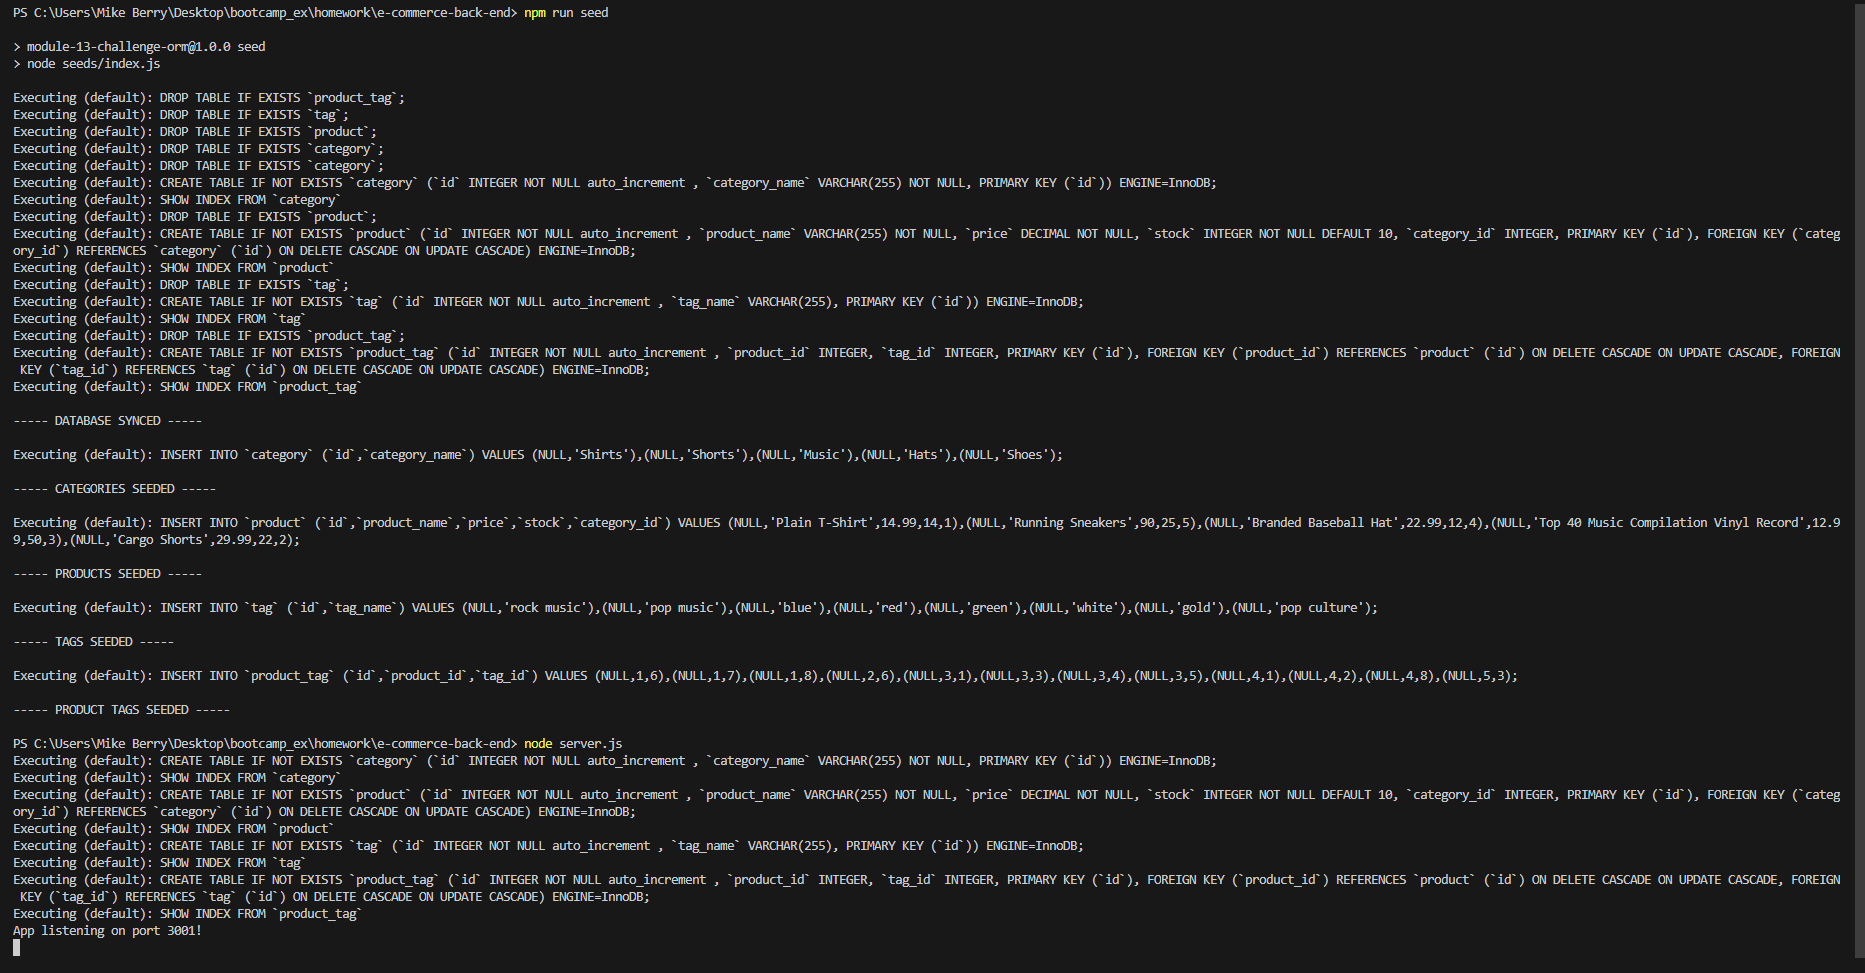 PS C:\Users\Mike Berry\Desktop\bootcamp_ex\homework\e-commerce-back-end> npm run seed
> module-13-challenge-orm@1.0.0 seed
> node seeds/index.js
Executing (default): DROP TABLE IF EXISTS `product_tag`;
Executing (default): DROP TABLE IF EXISTS `tag`;
Executing (default): DROP TABLE IF EXISTS `product`;
Executing (default): DROP TABLE IF EXISTS `category`;
Executing (default): DROP TABLE IF EXISTS `category`;
Executing (default): CREATE TABLE IF NOT EXISTS `category` (`id` INTEGER NOT NULL auto_increment , `category_name` VARCHAR(255) NOT NULL, PRIMARY KEY (`id`)) ENGINE=InnoDB;
Executing (default): SHOW INDEX FROM `category`
Executing (default): DROP TABLE IF EXISTS `product`;
Executing (default): CREATE TABLE IF NOT EXISTS `product` (`id` INTEGER NOT NULL auto_increment , `product_name` VARCHAR(255) NOT NULL, `price` DECIMAL NOT NULL, `stock` INTEGER NOT NULL DEFAULT 10, `category_id` INTEGER, PRIMARY KEY (`id`), FOREIGN KEY (`categ
ory_id`) REFERENCES `category` (`id`) ON DELETE CASCADE ON UPDATE CASCADE) ENGINE=InnoDB;
Executing (default): SHOW INDEX FROM `product`
Executing (default): DROP TABLE IF EXISTS `tag`;
Executing (default): CREATE TABLE IF NOT EXISTS `tag` (`id` INTEGER NOT NULL auto_increment , `tag_name` VARCHAR(255), PRIMARY KEY (`id`)) ENGINE=InnoDB;
Executing (default): SHOW INDEX FROM `tag`
Executing (default): DROP TABLE IF EXISTS `product_tag`;
Executing (default): CREATE TABLE IF NOT EXISTS `product_tag` (`id` INTEGER NOT NULL auto_increment , `product_id` INTEGER, `tag_id` INTEGER, PRIMARY KEY (`id`), FOREIGN KEY (`product_id`) REFERENCES `product` (`id`) ON DELETE CASCADE ON UPDATE CASCADE, FOREIGN
KEY (`tag_id`) REFERENCES `tag` (`id`) ON DELETE CASCADE ON UPDATE CASCADE) ENGINE=InnoDB;
Executing (default): SHOW INDEX FROM `product_tag`
----- DATABASE SYNCED -----
Executing (default): INSERT INTO `category` (`id`,`category_name`) VALUES (NULL,'Shirts'),(NULL,'Shorts'),(NULL,'Music'),(NULL,'Hats'),(NULL,'Shoes');
----- CATEGORIES SEEDED -----
Executing (default): INSERT INTO `product` (`id`,`product_name`,`price`,`stock`,`category_id`) VALUES (NULL,'Plain T-Shirt',14.99,14,1),(NULL,'Running Sneakers',90,25,5),(NULL,'Branded Baseball Hat',22.99,12,4),(NULL,'Top 40 Music Compilation Vinyl Record',12.9
9,50,3),(NULL,'Cargo Shorts',29.99,22,2);
----- PRODUCTS SEEDED -----
Executing (default): INSERT INTO `tag` (`id`,`tag_name`) VALUES (NULL,'rock music'),(NULL,'pop music'),(NULL,'blue'),(NULL,'red'),(NULL,'green'),(NULL,'white'),(NULL,'gold'),(NULL,'pop culture');
----- TAGS SEEDED -----
Executing (default): INSERT INTO `product_tag` (`id`,`product_id`,`tag_id`) VALUES (NULL,1,6),(NULL,1,7),(NULL,1,8),(NULL,2,6),(NULL,3,1),(NULL,3,3),(NULL,3,4),(NULL,3,5),(NULL,4,1),(NULL,4,2),(NULL,4,8),(NULL,5,3);
----- PRODUCT TAGS SEEDED -----
PS C:\Users\Mike Berry\Desktop\bootcamp_ex\homework\e-commerce-back-end> node server.js
Executing (default): CREATE TABLE IF NOT EXISTS `category` (`id` INTEGER NOT NULL auto_increment , `category_name` VARCHAR(255) NOT NULL, PRIMARY KEY (`id`)) ENGINE=InnoDB;
Executing (default): SHOW INDEX FROM `category`
Executing (default): CREATE TABLE IF NOT EXISTS `product` (`id` INTEGER NOT NULL auto_increment , `product_name` VARCHAR(255) NOT NULL, `price` DECIMAL NOT NULL, `stock` INTEGER NOT NULL DEFAULT 10, `category_id` INTEGER, PRIMARY KEY (`id`), FOREIGN KEY (`categ
ory_id`) REFERENCES `category` (`id`) ON DELETE CASCADE ON UPDATE CASCADE) ENGINE=InnoDB;
Executing (default): SHOW INDEX FROM `product`
Executing (default): CREATE TABLE IF NOT EXISTS `tag` (`id` INTEGER NOT NULL auto_increment , `tag_name` VARCHAR(255), PRIMARY KEY (`id`)) ENGINE=InnoDB;
Executing (default): SHOW INDEX FROM `tag`
Executing (default): CREATE TABLE IF NOT EXISTS `product_tag` (`id` INTEGER NOT NULL auto_increment , `product_id` INTEGER, `tag_id` INTEGER, PRIMARY KEY (`id`), FOREIGN KEY (`product_id`) REFERENCES `product` (`id`) ON DELETE CASCADE ON UPDATE CASCADE, FOREIGN
KEY (`tag_id`) REFERENCES `tag` (`id`) ON DELETE CASCADE ON UPDATE CASCADE) ENGINE=InnoDB;
Executing (default): SHOW INDEX FROM `product_tag`
App listening on port 3001!